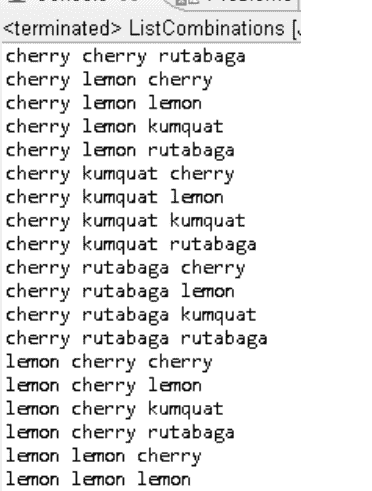 <terminated> ListCombinations [
cherry cherry rutabaga
cherry lemon cherry
cherry lemon lemon
cherry lemon kumquat
cherry lemon rutabaga
cherry kumquat cherry
cherry kumquat lemon
cherry kumquat kumquat
cherry kumquat rutabaga
cherry rutabaga cherry
cherry rutabaga lemon
cherry rutabaga kumquat
cherry rutabaga rutabaga
lemon cherry cherry
lemon cherry lemon
lemon cherry kumquat
lemon cherry rutabaga
lemon lemon cherry
lemon lemon lemon